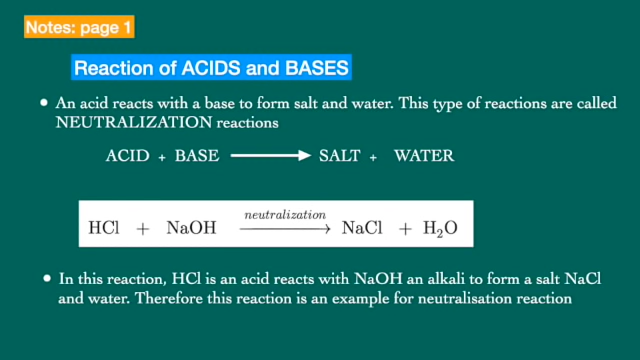 Notes: page 1
Reaction of ACIDS and BASES
• An acid reacts with a base to form salt and water. This type of reactions are called
NEUTRALIZATION reactions
ACID + BASE ⟶ SALT + WATER
neutralization
HCl + NaOH ⟶ NaCl + H₂O
• In this reaction, HCl is an acid reacts with NaOH an alkali to form a salt NaCl
and water. Therefore this reaction is an example for neutralisation reaction